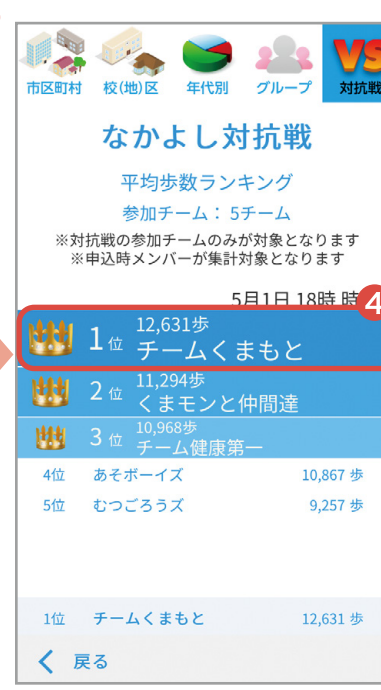 市区町村 校(地)区 年代別 グループ 対抗戦
VS
なかよし対抗戦
平均歩数ランキング
参加チーム：5チーム
※対抗戦の参加チームのみが対象となります
※申込時メンバーが集計対象となります
5月1日 18時 時
4
1位 12,631歩
チームくまもと
2位 11,294歩
くまモンと仲間達
3位 10,968歩
チーム健康第一
4位 あそボーイズ 10,867 歩
5位 むつごろうズ 9,257 歩
1位 チームくまもと 12,631 歩
戻る